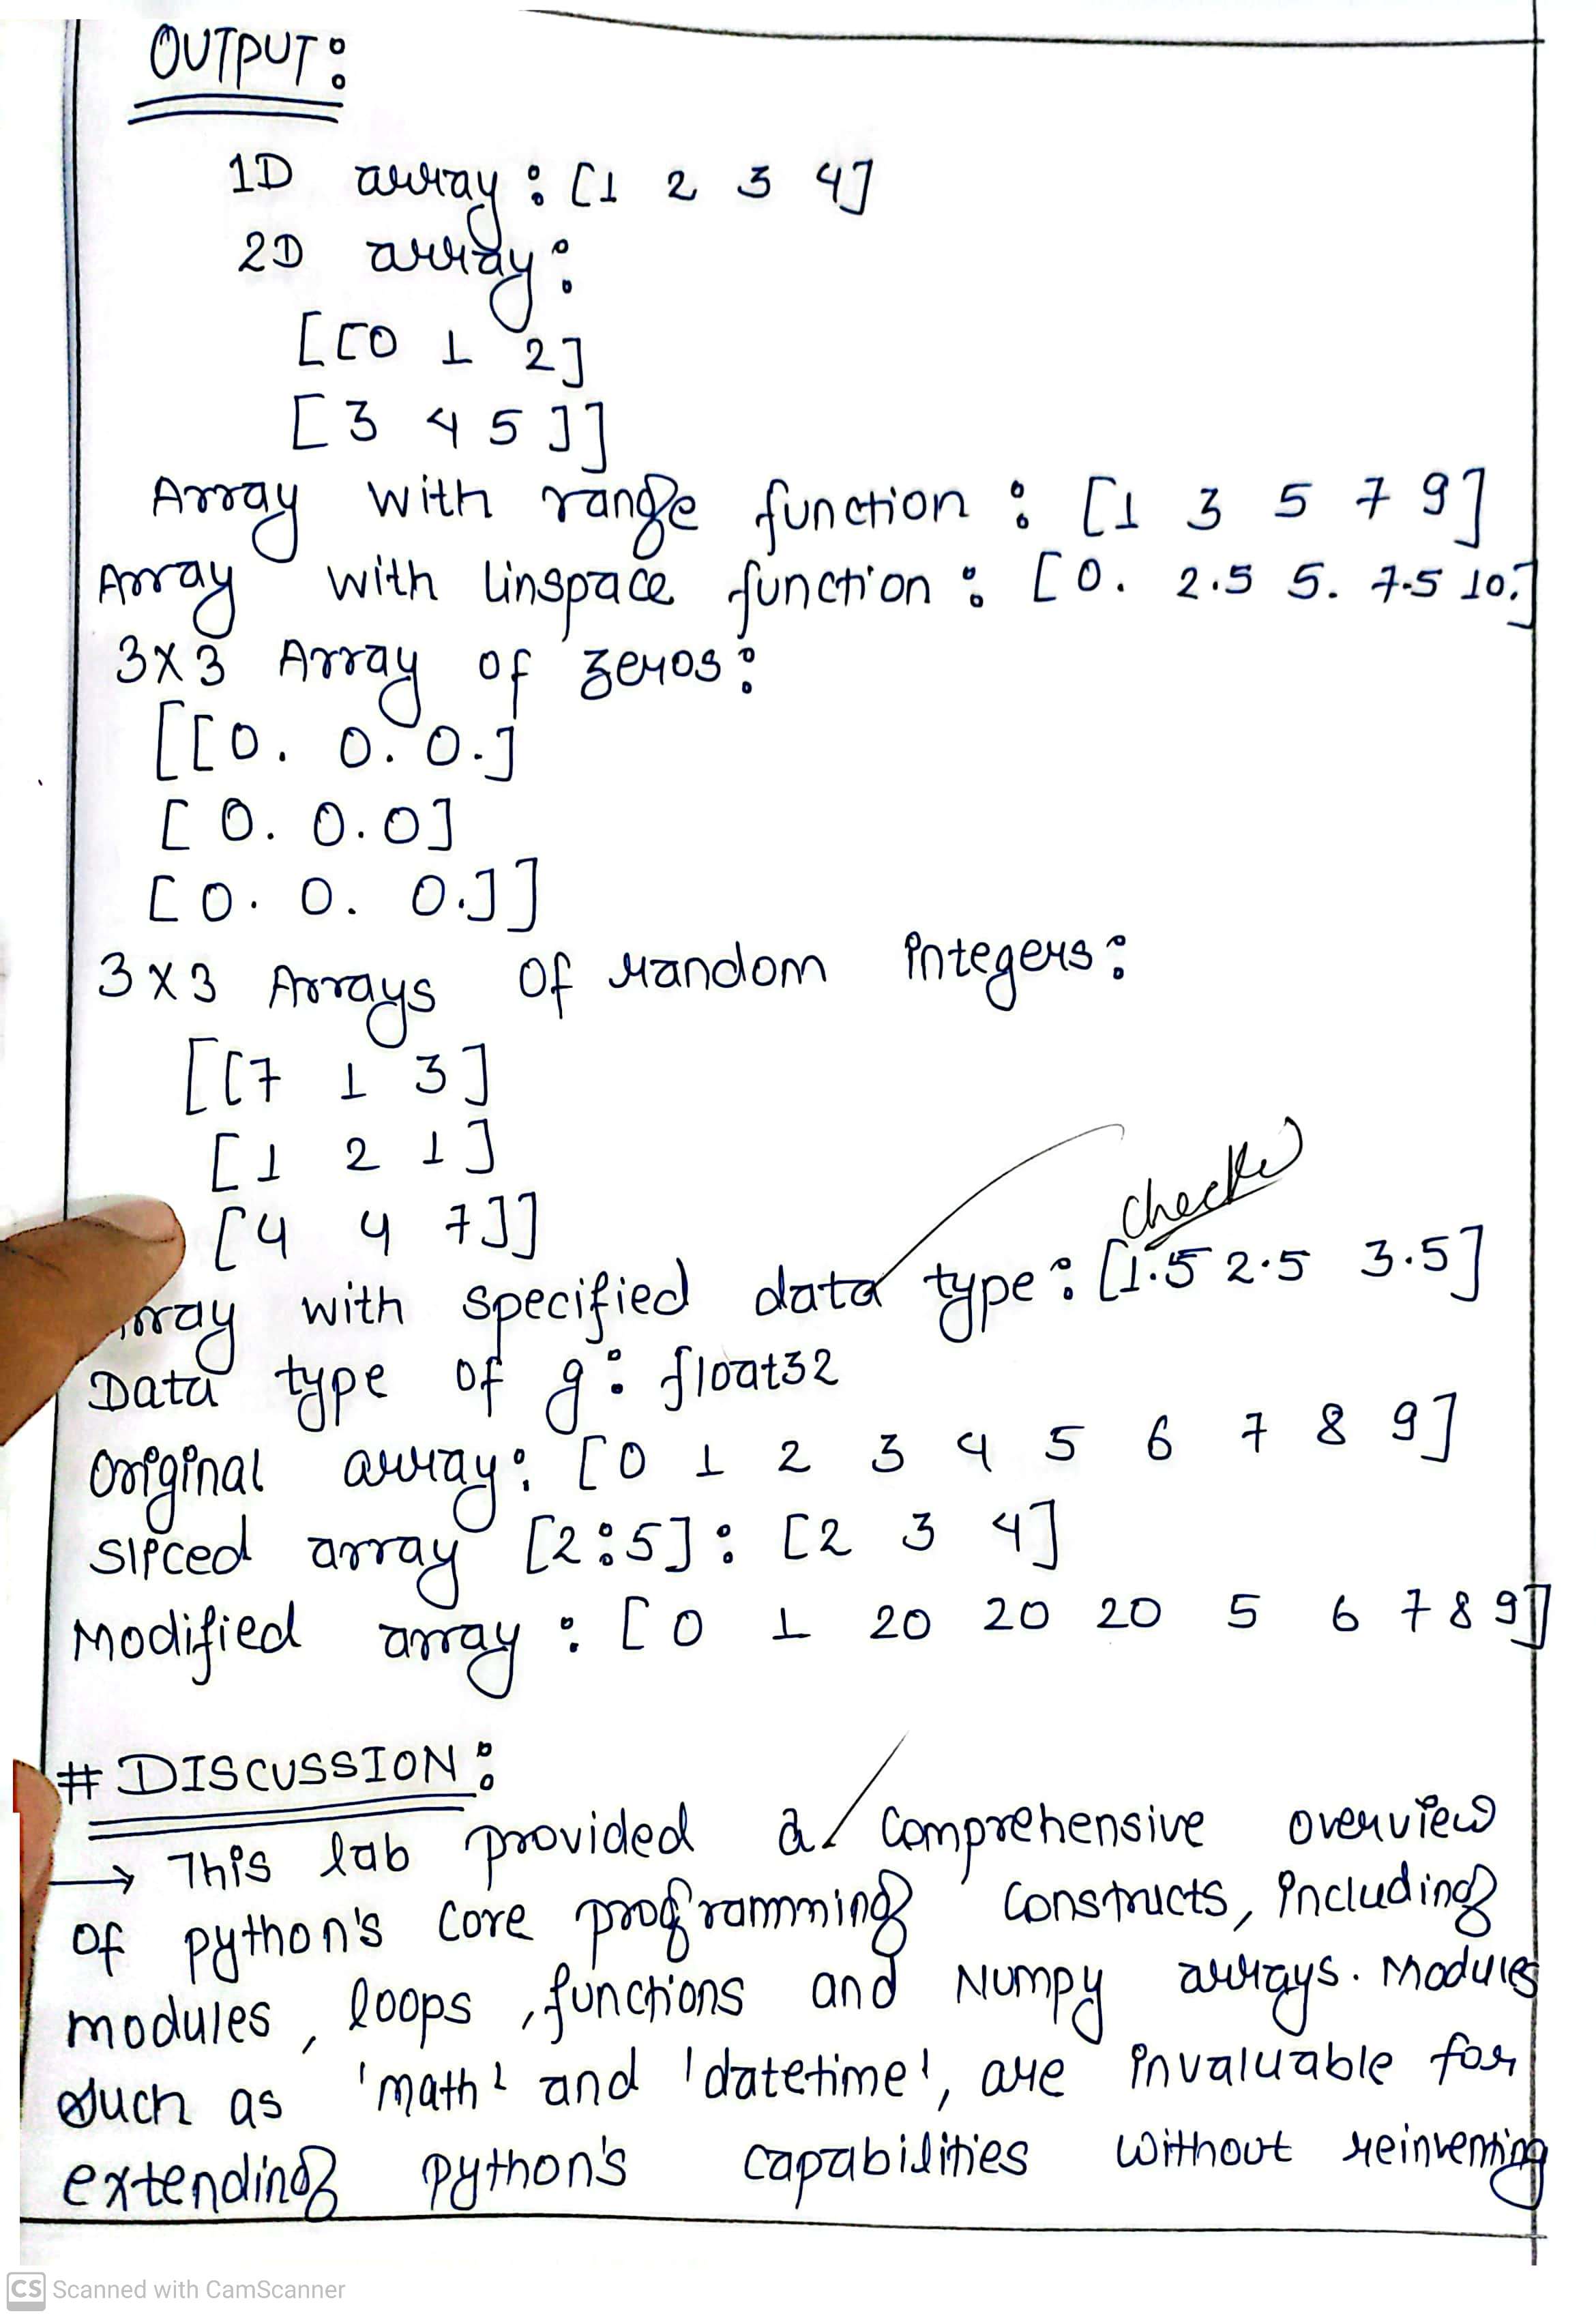 OUTPUT:
1D array : [1 2 3 4]
2D array :
[[0 1 2]
[3 4 5]]
Array with range function : [1 3 5 7 9]
Array with linspace function : [0. 2.5 5. 7.5 10.]
3x3 Array of zeros :
[[0. 0. 0.]
[0. 0. 0]
[0. 0. 0.]]
3x3 Arrays of random integers :
[[7 1 3]
[1 2 1]
[4 4 7]]
with specified data type : [1.5 2.5 3.5]
Data type of g : float32
Original array : [0 1 2 3 4 5 6 7 8 9]
Sliced array [2:5] : [2 3 4]
Modified array : [0 1 20 20 20 5 6 7 8 9]
# DISCUSSION :
→ This lab provided a comprehensive overview
of python's core programming constructs, including
modules, loops, functions and Numpy arrays. Modules
such as 'math' and 'datetime', are invaluable for
extending python's capabilities without reinventing
CS Scanned with CamScanner